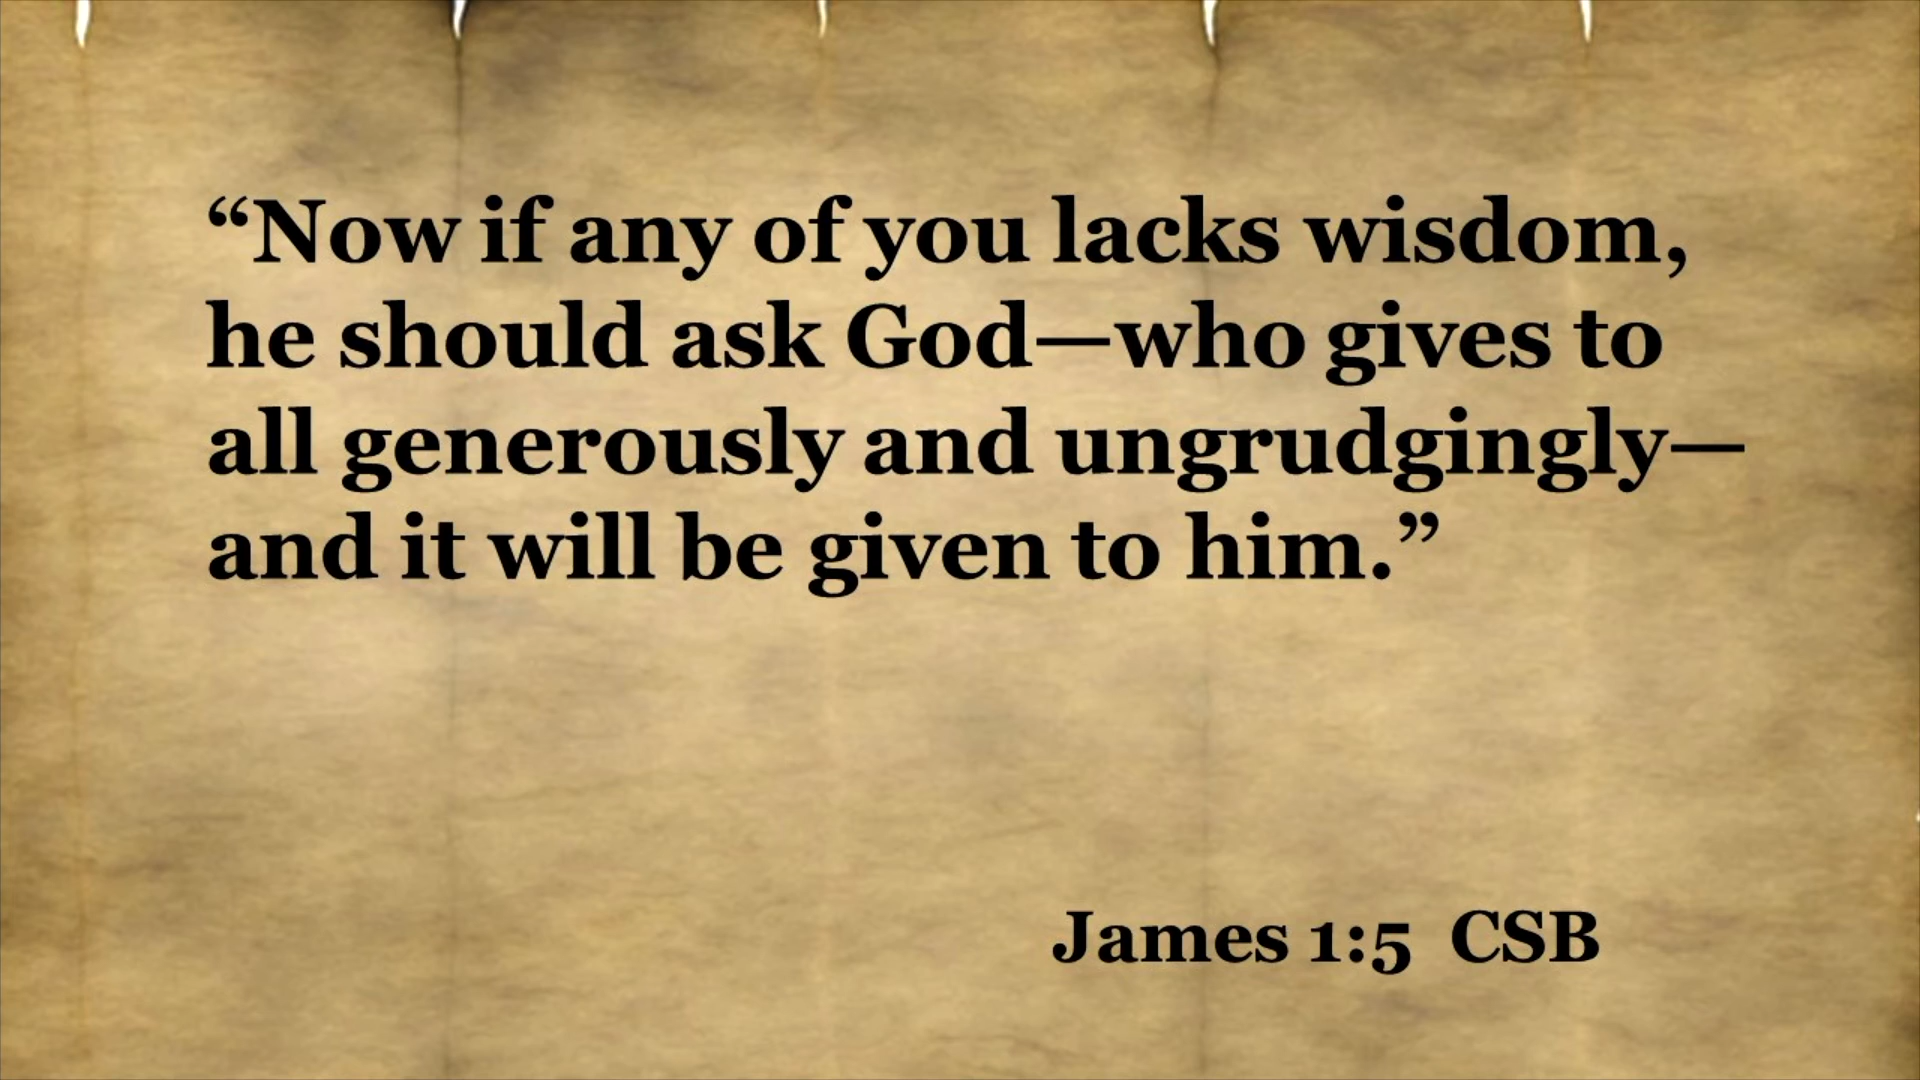 “Now if any of you lacks wisdom,
he should ask God—who gives to
all generously and ungrudgingly—
and it will be given to him.”
James 1:5  CSB